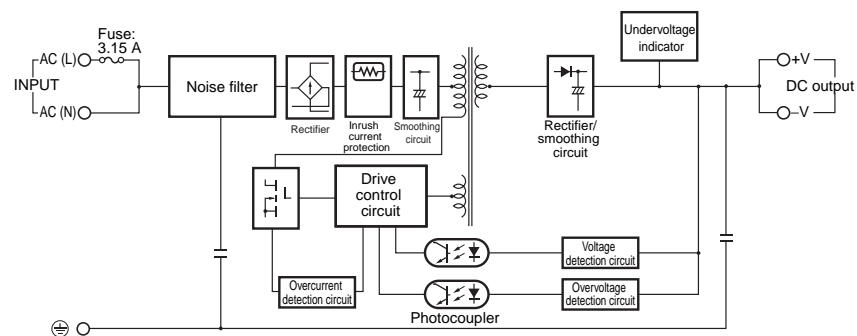 Fuse:
3.15 A
AC (L)
INPUT
AC (N)
Noise filter
Rectifier
Inrush
current
protection
Smoothing
circuit
Rectifier/
smoothing
circuit
Undervoltage
indicator
+V
DC output
–V
Drive
control
circuit
Overcurrent
detection circuit
Photocoupler
Voltage
detection circuit
Overvoltage
detection circuit